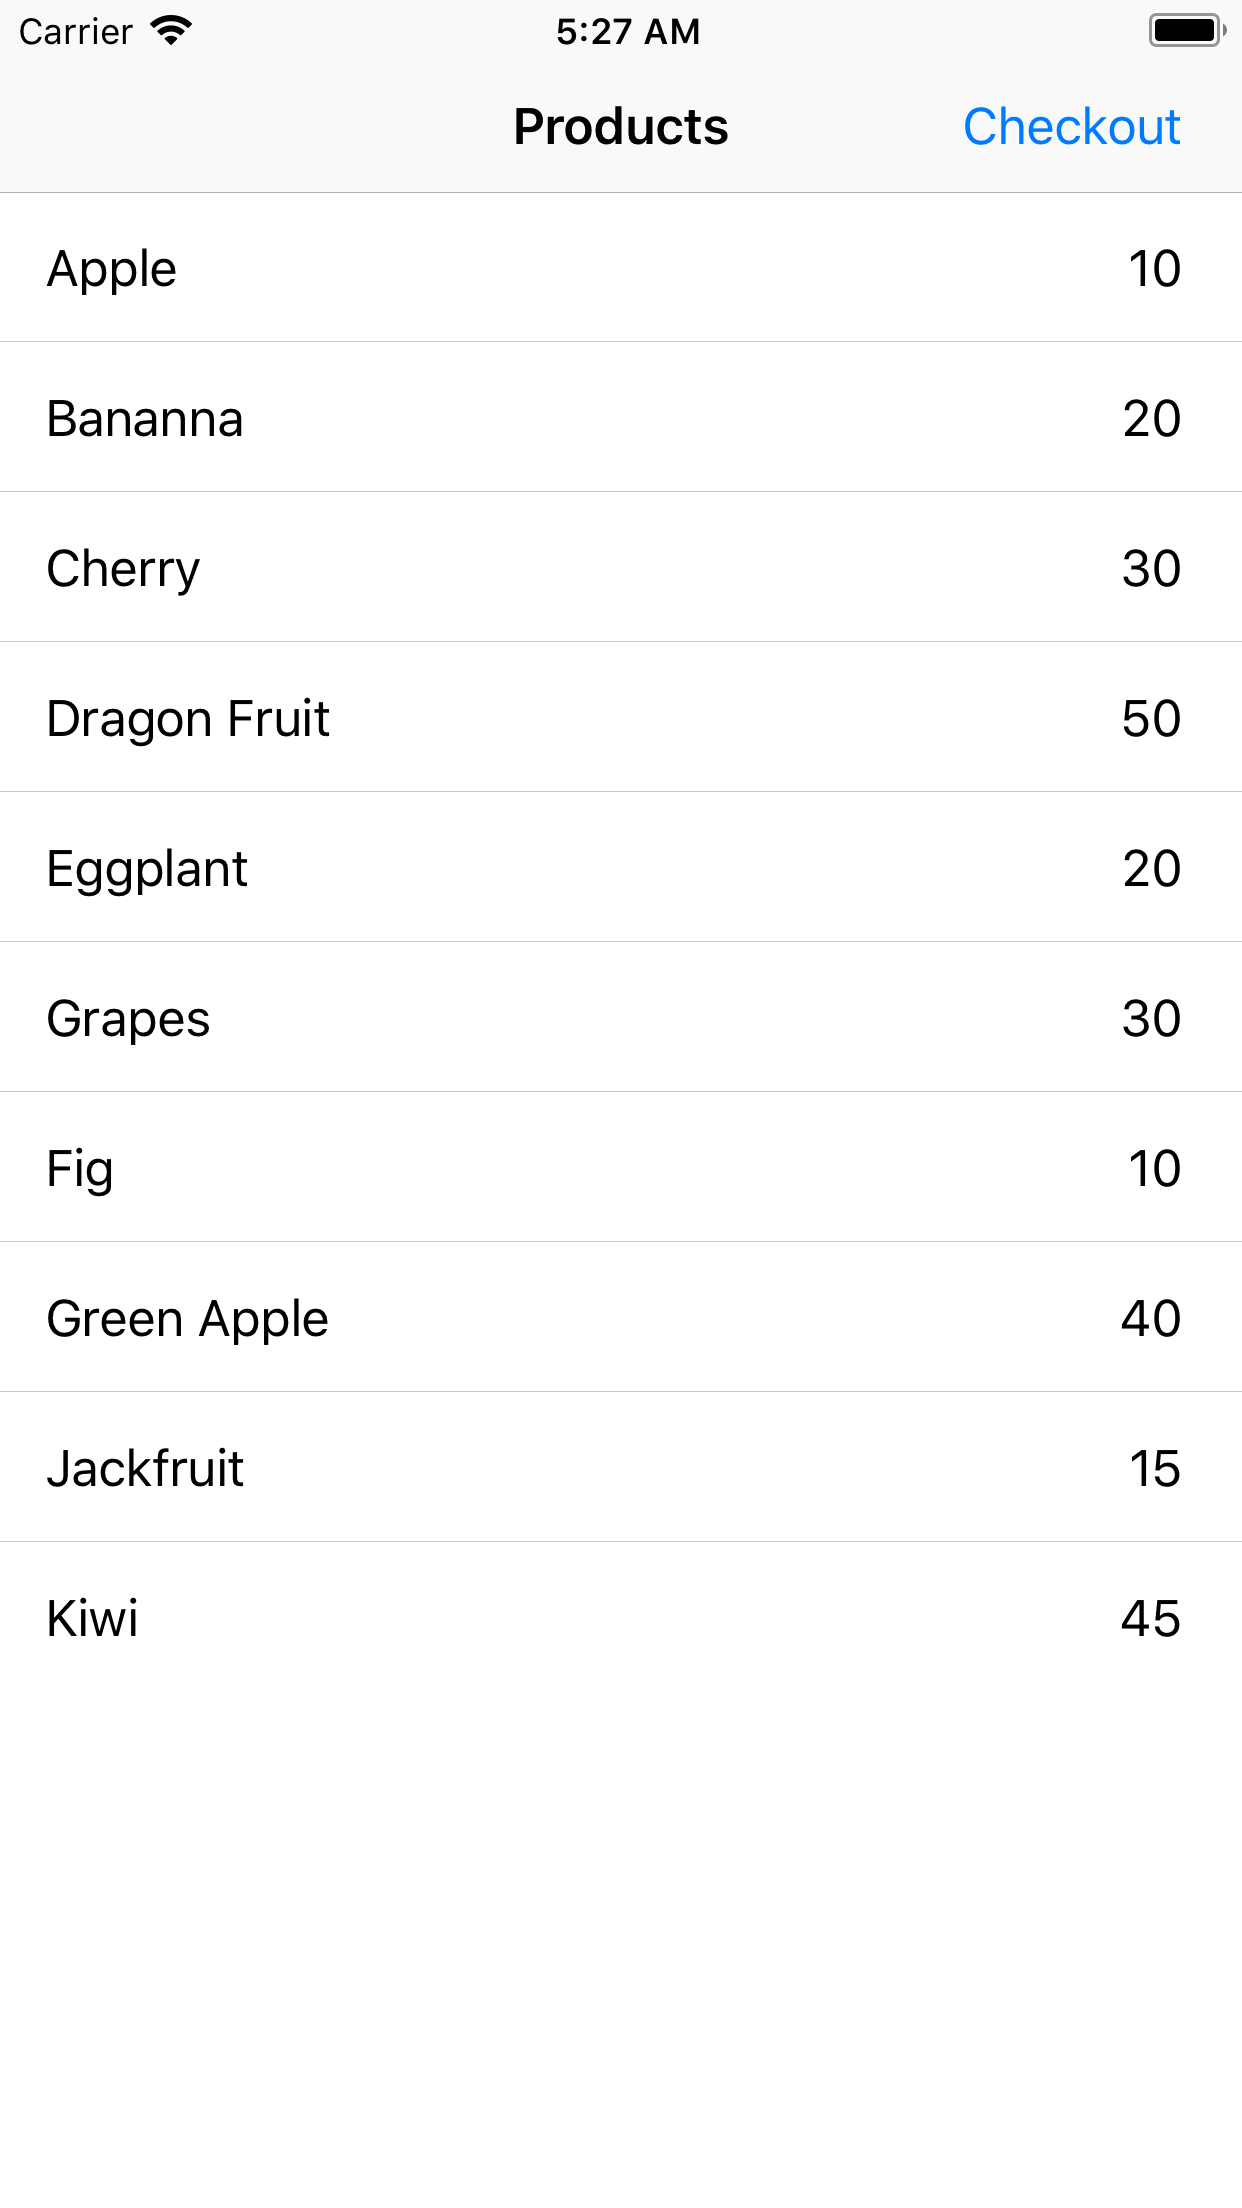 Carrier 5:27 AM
Products Checkout
Apple 10
Bananna 20
Cherry 30
Dragon Fruit 50
Eggplant 20
Grapes 30
Fig 10
Green Apple 40
Jackfruit 15
Kiwi 45